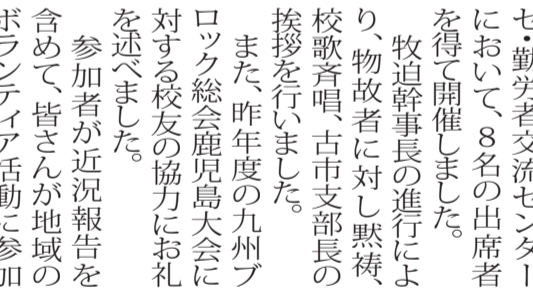 セ・勤労者交流センター
において、８名の出席者
を得て開催しました。
牧迫幹事長の進行によ
り、物故者に対し黙祷、
校歌斉唱、古市支部長の
挨拶を行いました。
また、昨年度の九州ブ
ロック総会鹿児島大会に
対する校友の協力にお礼
を述べました。
参加者が近況報告を
含めて、皆さんが地域の
ボランティア活動に参加